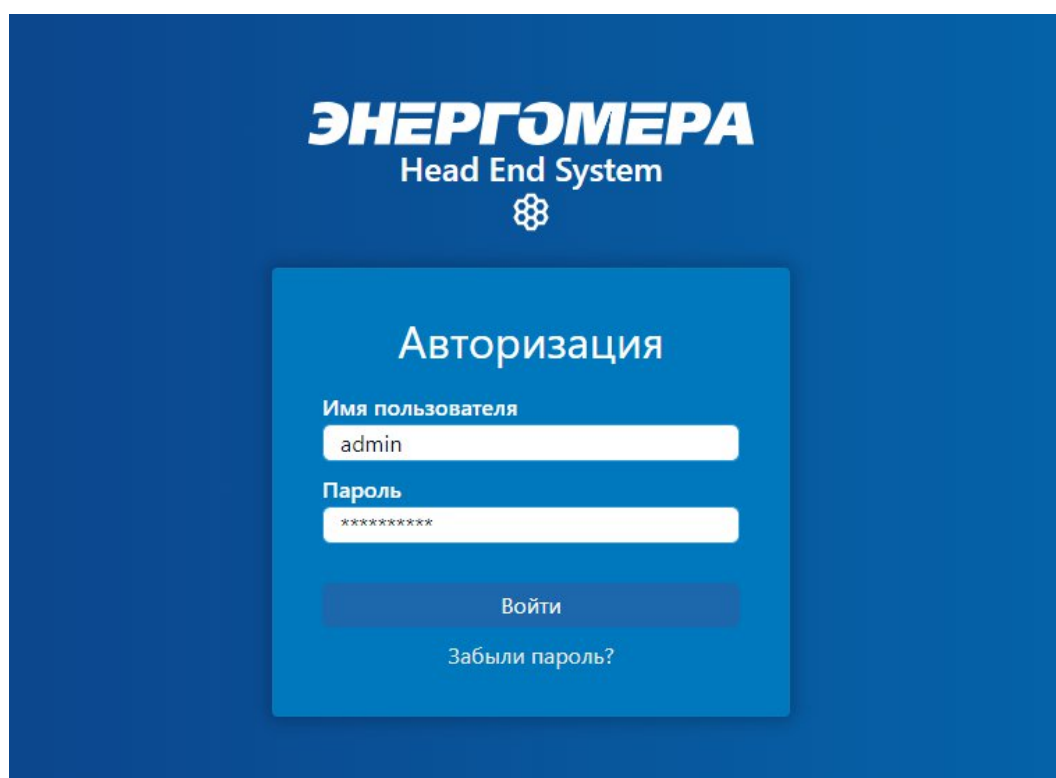 ЭНЕРГОМЕРА
Head End System
Авторизация
Имя пользователя
admin
Пароль
**********
Войти
Забыли пароль?